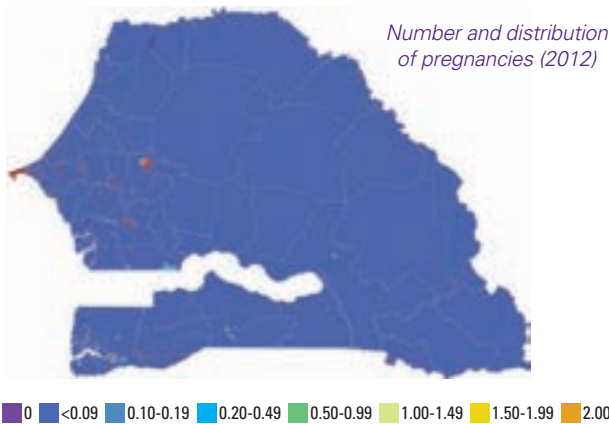 Number and distribution
of pregnancies (2012)
0 <0.09 0.10-0.19 0.20-0.49 0.50-0.99 1.00-1.49 1.50-1.99 2.00